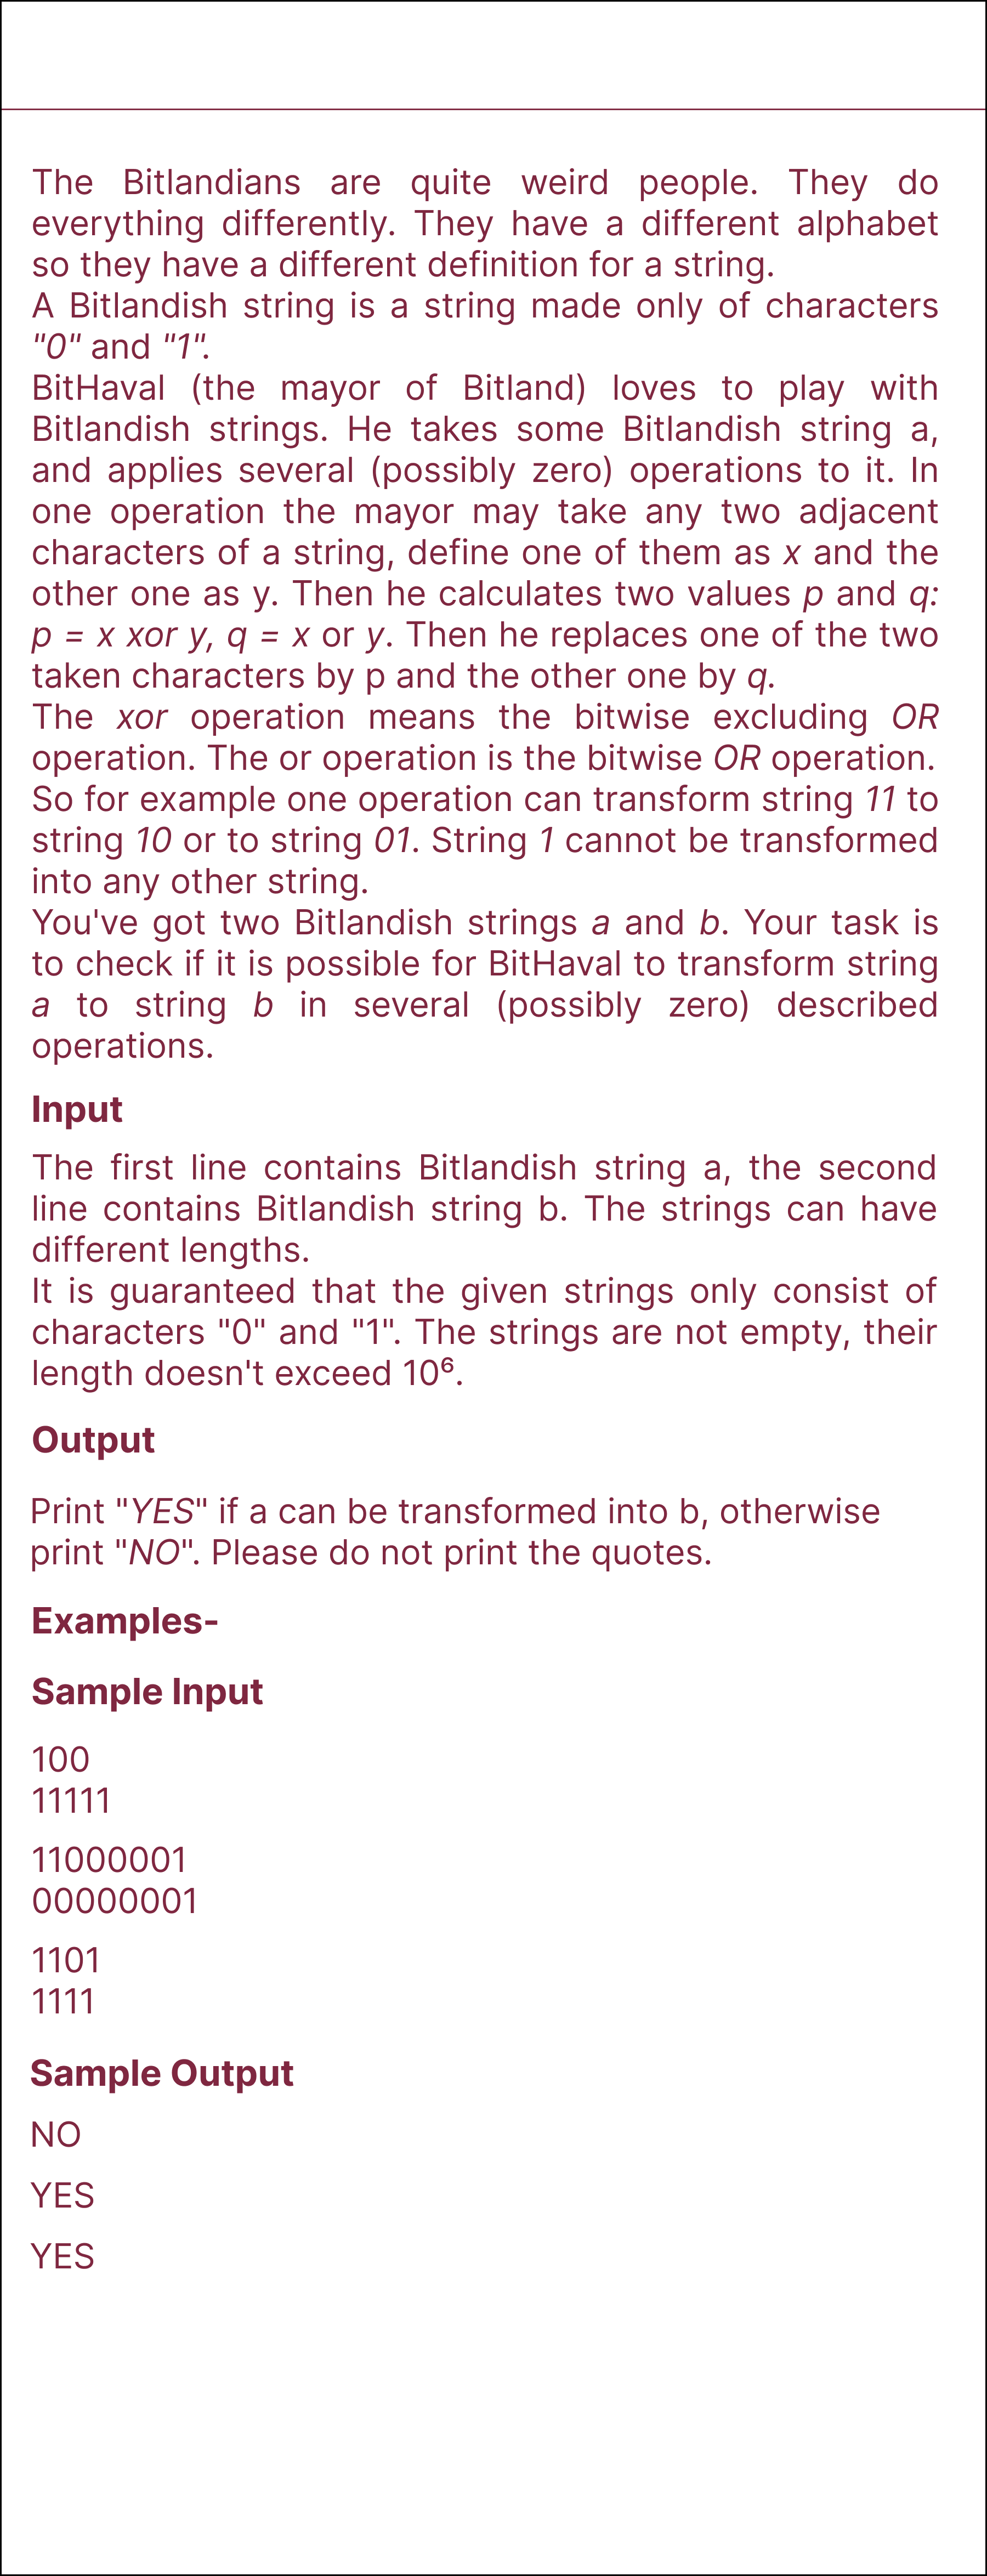 The Bitlandians are quite weird people. They do
everything differently. They have a different alphabet
so they have a different definition for a string.
A Bitlandish string is a string made only of characters
"0" and "1".
BitHaval (the mayor of Bitland) loves to play with
Bitlandish strings. He takes some Bitlandish string a,
and applies several (possibly zero) operations to it. In
one operation the mayor may take any two adjacent
characters of a string, define one of them as x and the
other one as y. Then he calculates two values p and q:
p = x xor y, q = x or y. Then he replaces one of the two
taken characters by p and the other one by q.
The xor operation means the bitwise excluding OR
operation. The or operation is the bitwise OR operation.
So for example one operation can transform string 11 to
string 10 or to string 01. String 1 cannot be transformed
into any other string.
You've got two Bitlandish strings a and b. Your task is
to check if it is possible for BitHaval to transform string
a to string b in several (possibly zero) described
operations.
Input
The first line contains Bitlandish string a, the second
line contains Bitlandish string b. The strings can have
different lengths.
It is guaranteed that the given strings only consist of
characters "0" and "1". The strings are not empty, their
length doesn't exceed 10⁶.
Output
Print "YES" if a can be transformed into b, otherwise
print "NO". Please do not print the quotes.
Examples-
Sample Input
100
11111
11000001
00000001
1101
1111
Sample Output
NO
YES
YES